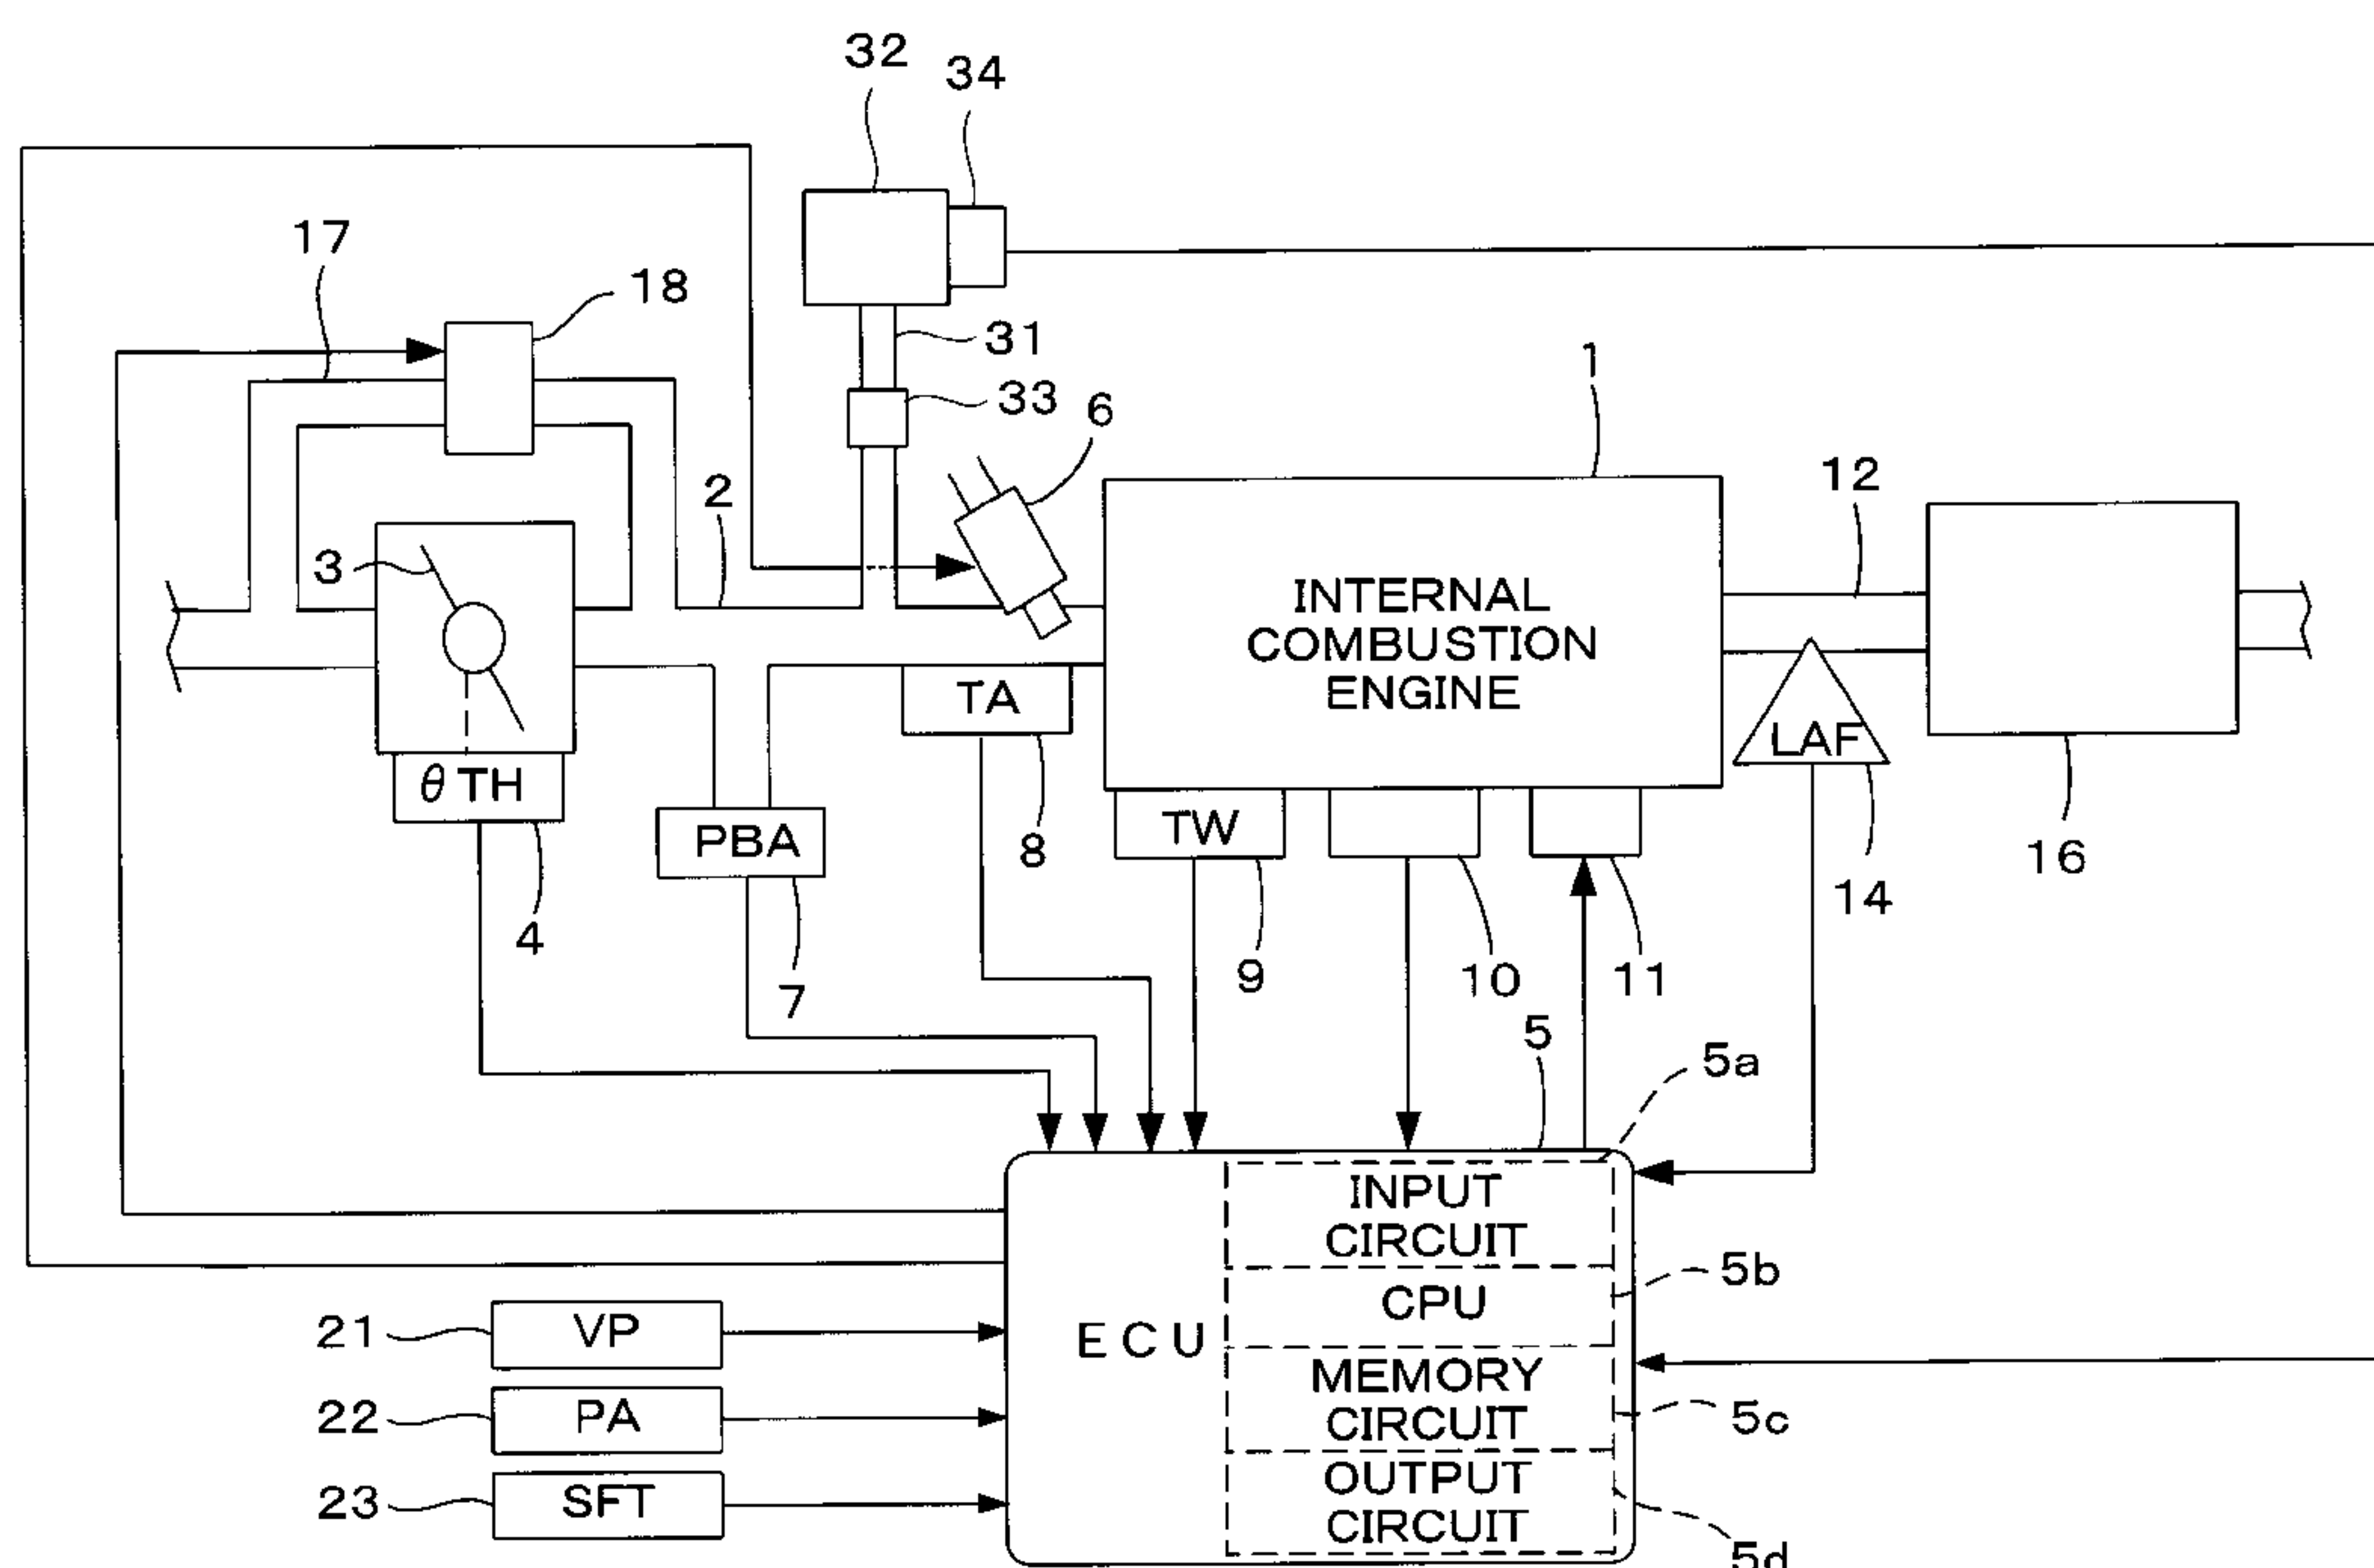 32
34
17
18
31
33
6
1
2
12
3
INTERNAL
COMBUSTION
ENGINE
TA
LAF
θ TH
PBA
TW
8
16
14
4
7
9
10
11
5
5a
INPUT
CIRCUIT
5b
CPU
21
VP
ECU
MEMORY
CIRCUIT
22
PA
5c
OUTPUT
CIRCUIT
23
SFT
5d